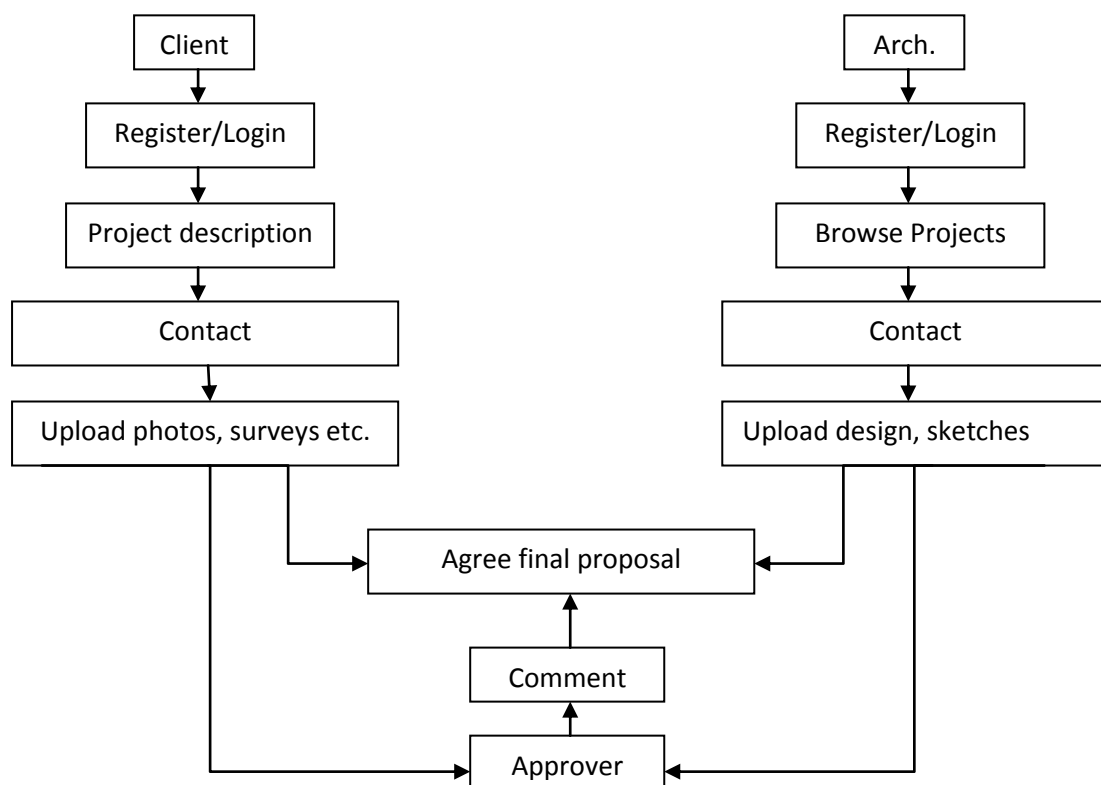 Client
Arch.
Register/Login
Register/Login
Project description
Browse Projects
Contact
Contact
Upload photos, surveys etc.
Upload design, sketches
Agree final proposal
Comment
Approver